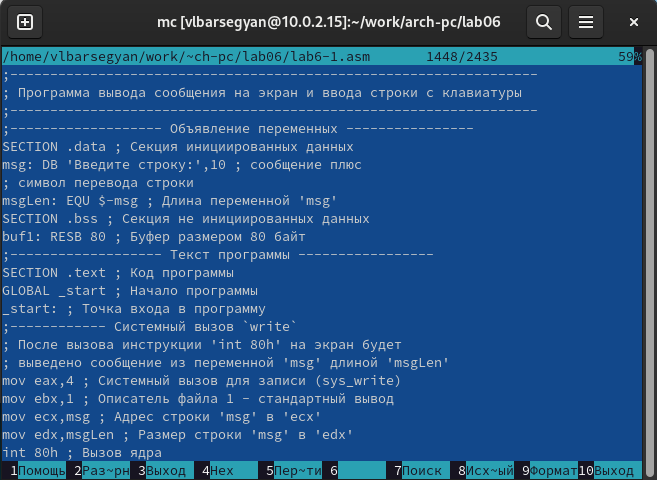 mc [vlbarsegyan@10.0.2.15]:~/work/arch-pc/lab06
/home/vlbarsegyan/work/~ch-pc/lab06/lab6-1.asm 1448/2435 59%
;------------------------------------------------------------------
; Программа вывода сообщения на экран и ввода строки с клавиатуры
;------------------------------------------------------------------
;------------------- Объявление переменных ----------------
SECTION .data ; Секция инициированных данных
msg: DB 'Введите строку:',10 ; сообщение плюс
; символ перевода строки
msgLen: EQU $-msg ; Длина переменной 'msg'
SECTION .bss ; Секция не инициированных данных
buf1: RESB 80 ; Буфер размером 80 байт
;------------------- Текст программы -----------------
SECTION .text ; Код программы
GLOBAL _start ; Начало программы
_start: ; Точка входа в программу
;------------ Системный вызов `write`
; После вызова инструкции 'int 80h' на экран будет
; выведено сообщение из переменной 'msg' длиной 'msgLen'
mov eax,4 ; Системный вызов для записи (sys_write)
mov ebx,1 ; Описатель файла 1 - стандартный вывод
mov ecx,msg ; Адрес строки 'msg' в 'ecx'
mov edx,msgLen ; Размер строки 'msg' в 'edx'
int 80h ; Вызов ядра
1Помощь 2Раз~рн 3Выход 4Hex 5Пер~ти 6 7Поиск 8Исх~ый 9Формат 10Выход